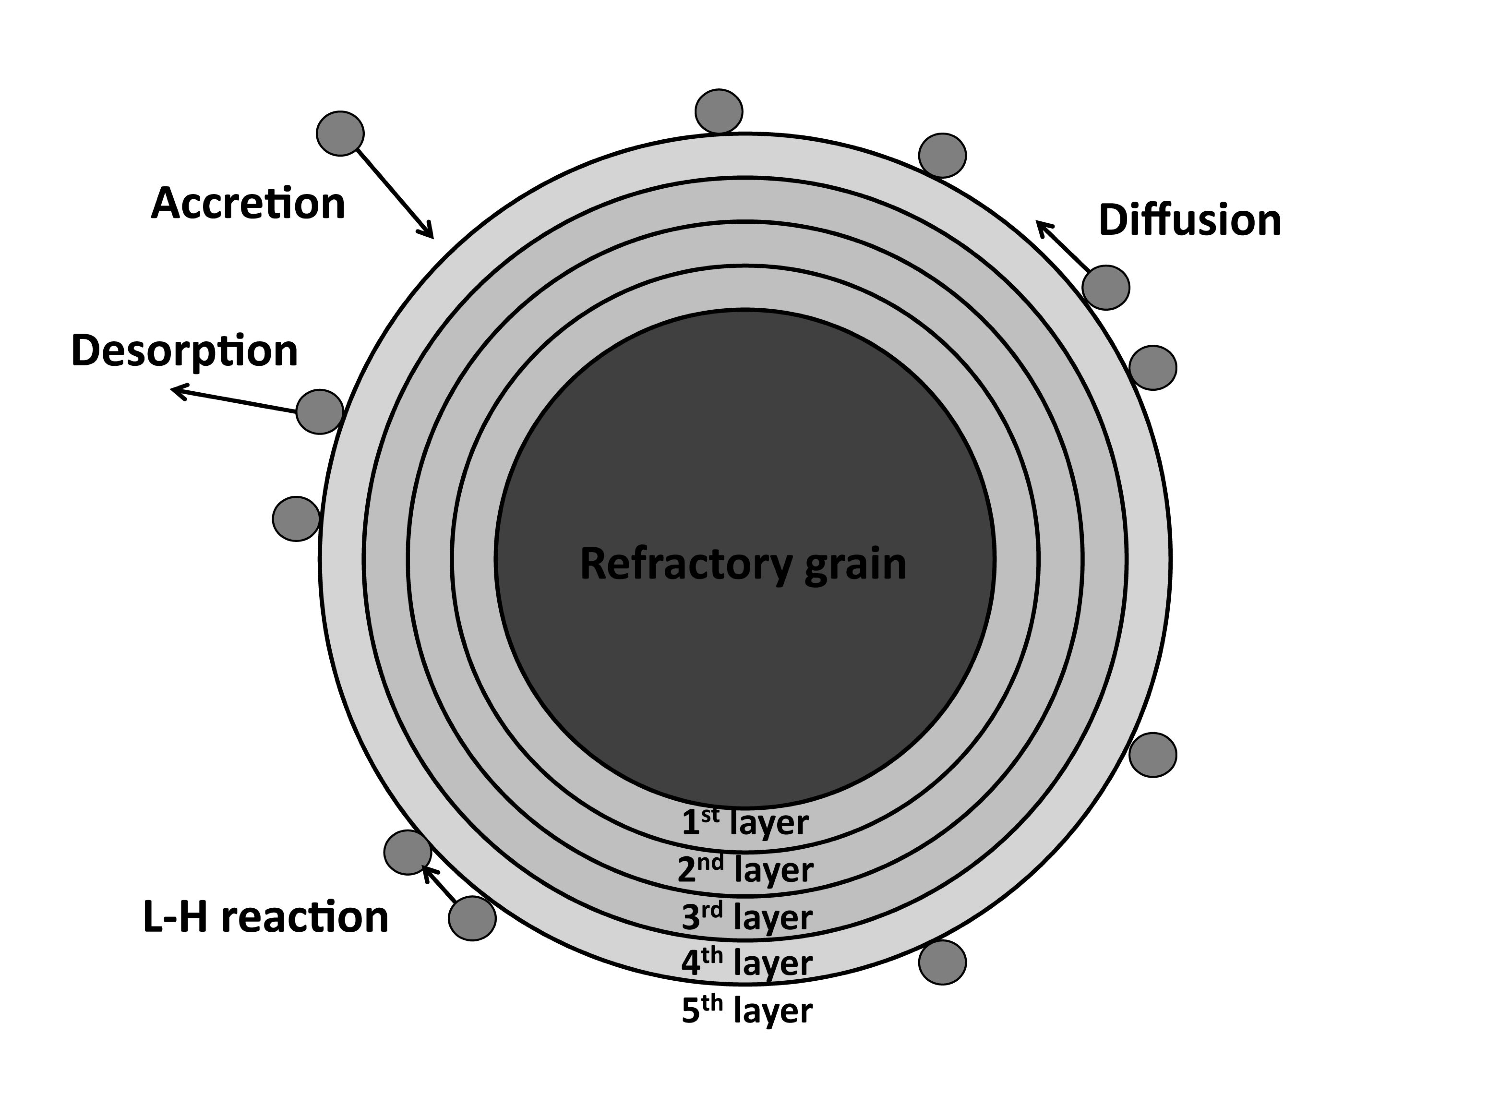 Accretion
Diffusion
Desorption
Refractory grain
1st layer
2nd layer
3rd layer
L-H reaction
4th layer
5th layer